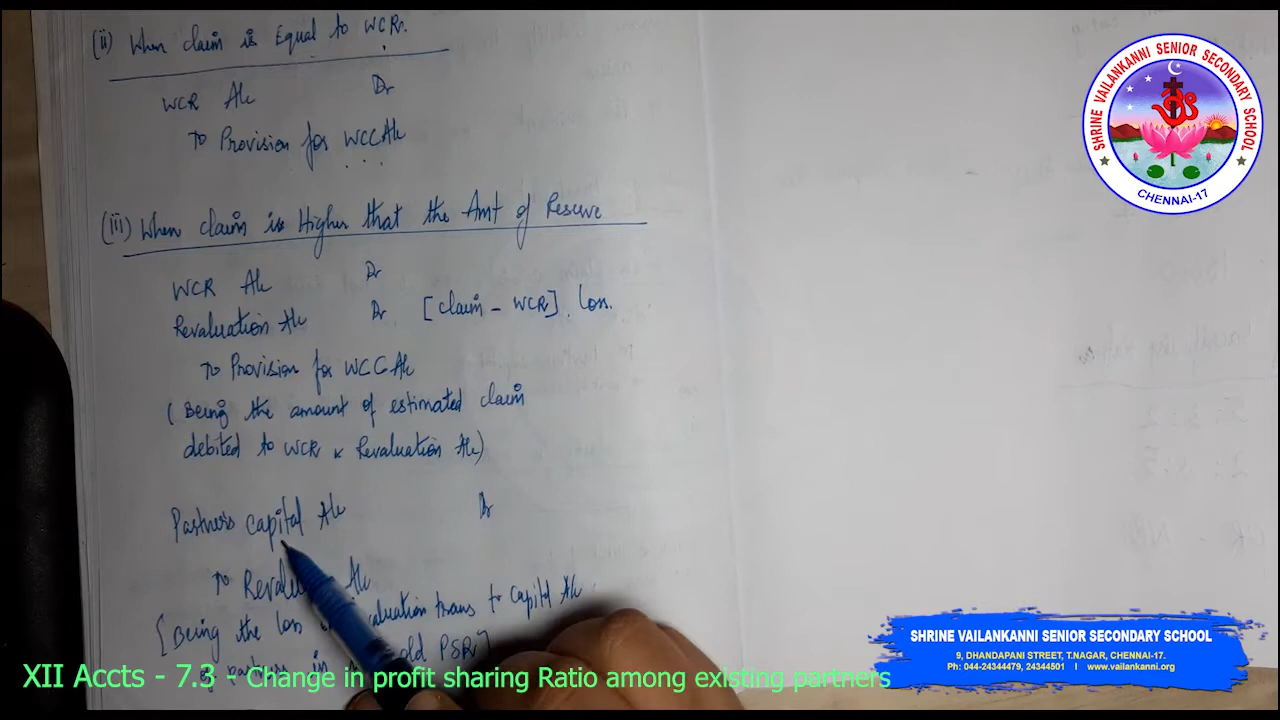 (ii) When claim is Equal to WCR.
WCR A/c Dr
To Provision for WCC A/c
(iii) When claim is Higher that the Amt of Reserve
WCR A/c Dr
Revaluation A/c Dr [claim - WCR] Loss.
To Provision for WCC A/c
(Being the amount of estimated claim
debited to WCR & Revaluation A/c)
Partners Capital A/c Dr
To A/c
(Being the loss trans to Capital A/c
old PSR)
SHRINE VAILANKANNI SENIOR SECONDARY SCHOOL
CHENNAI-17
SHRINE VAILANKANNI SENIOR SECONDARY SCHOOL
9, DHANDAPANI STREET, T.NAGAR, CHENNAI-17.
Ph: 044-24344479, 24344501 I www.vailankanni.org
XII Accts - 7.3 - Change in profit sharing Ratio among existing partners